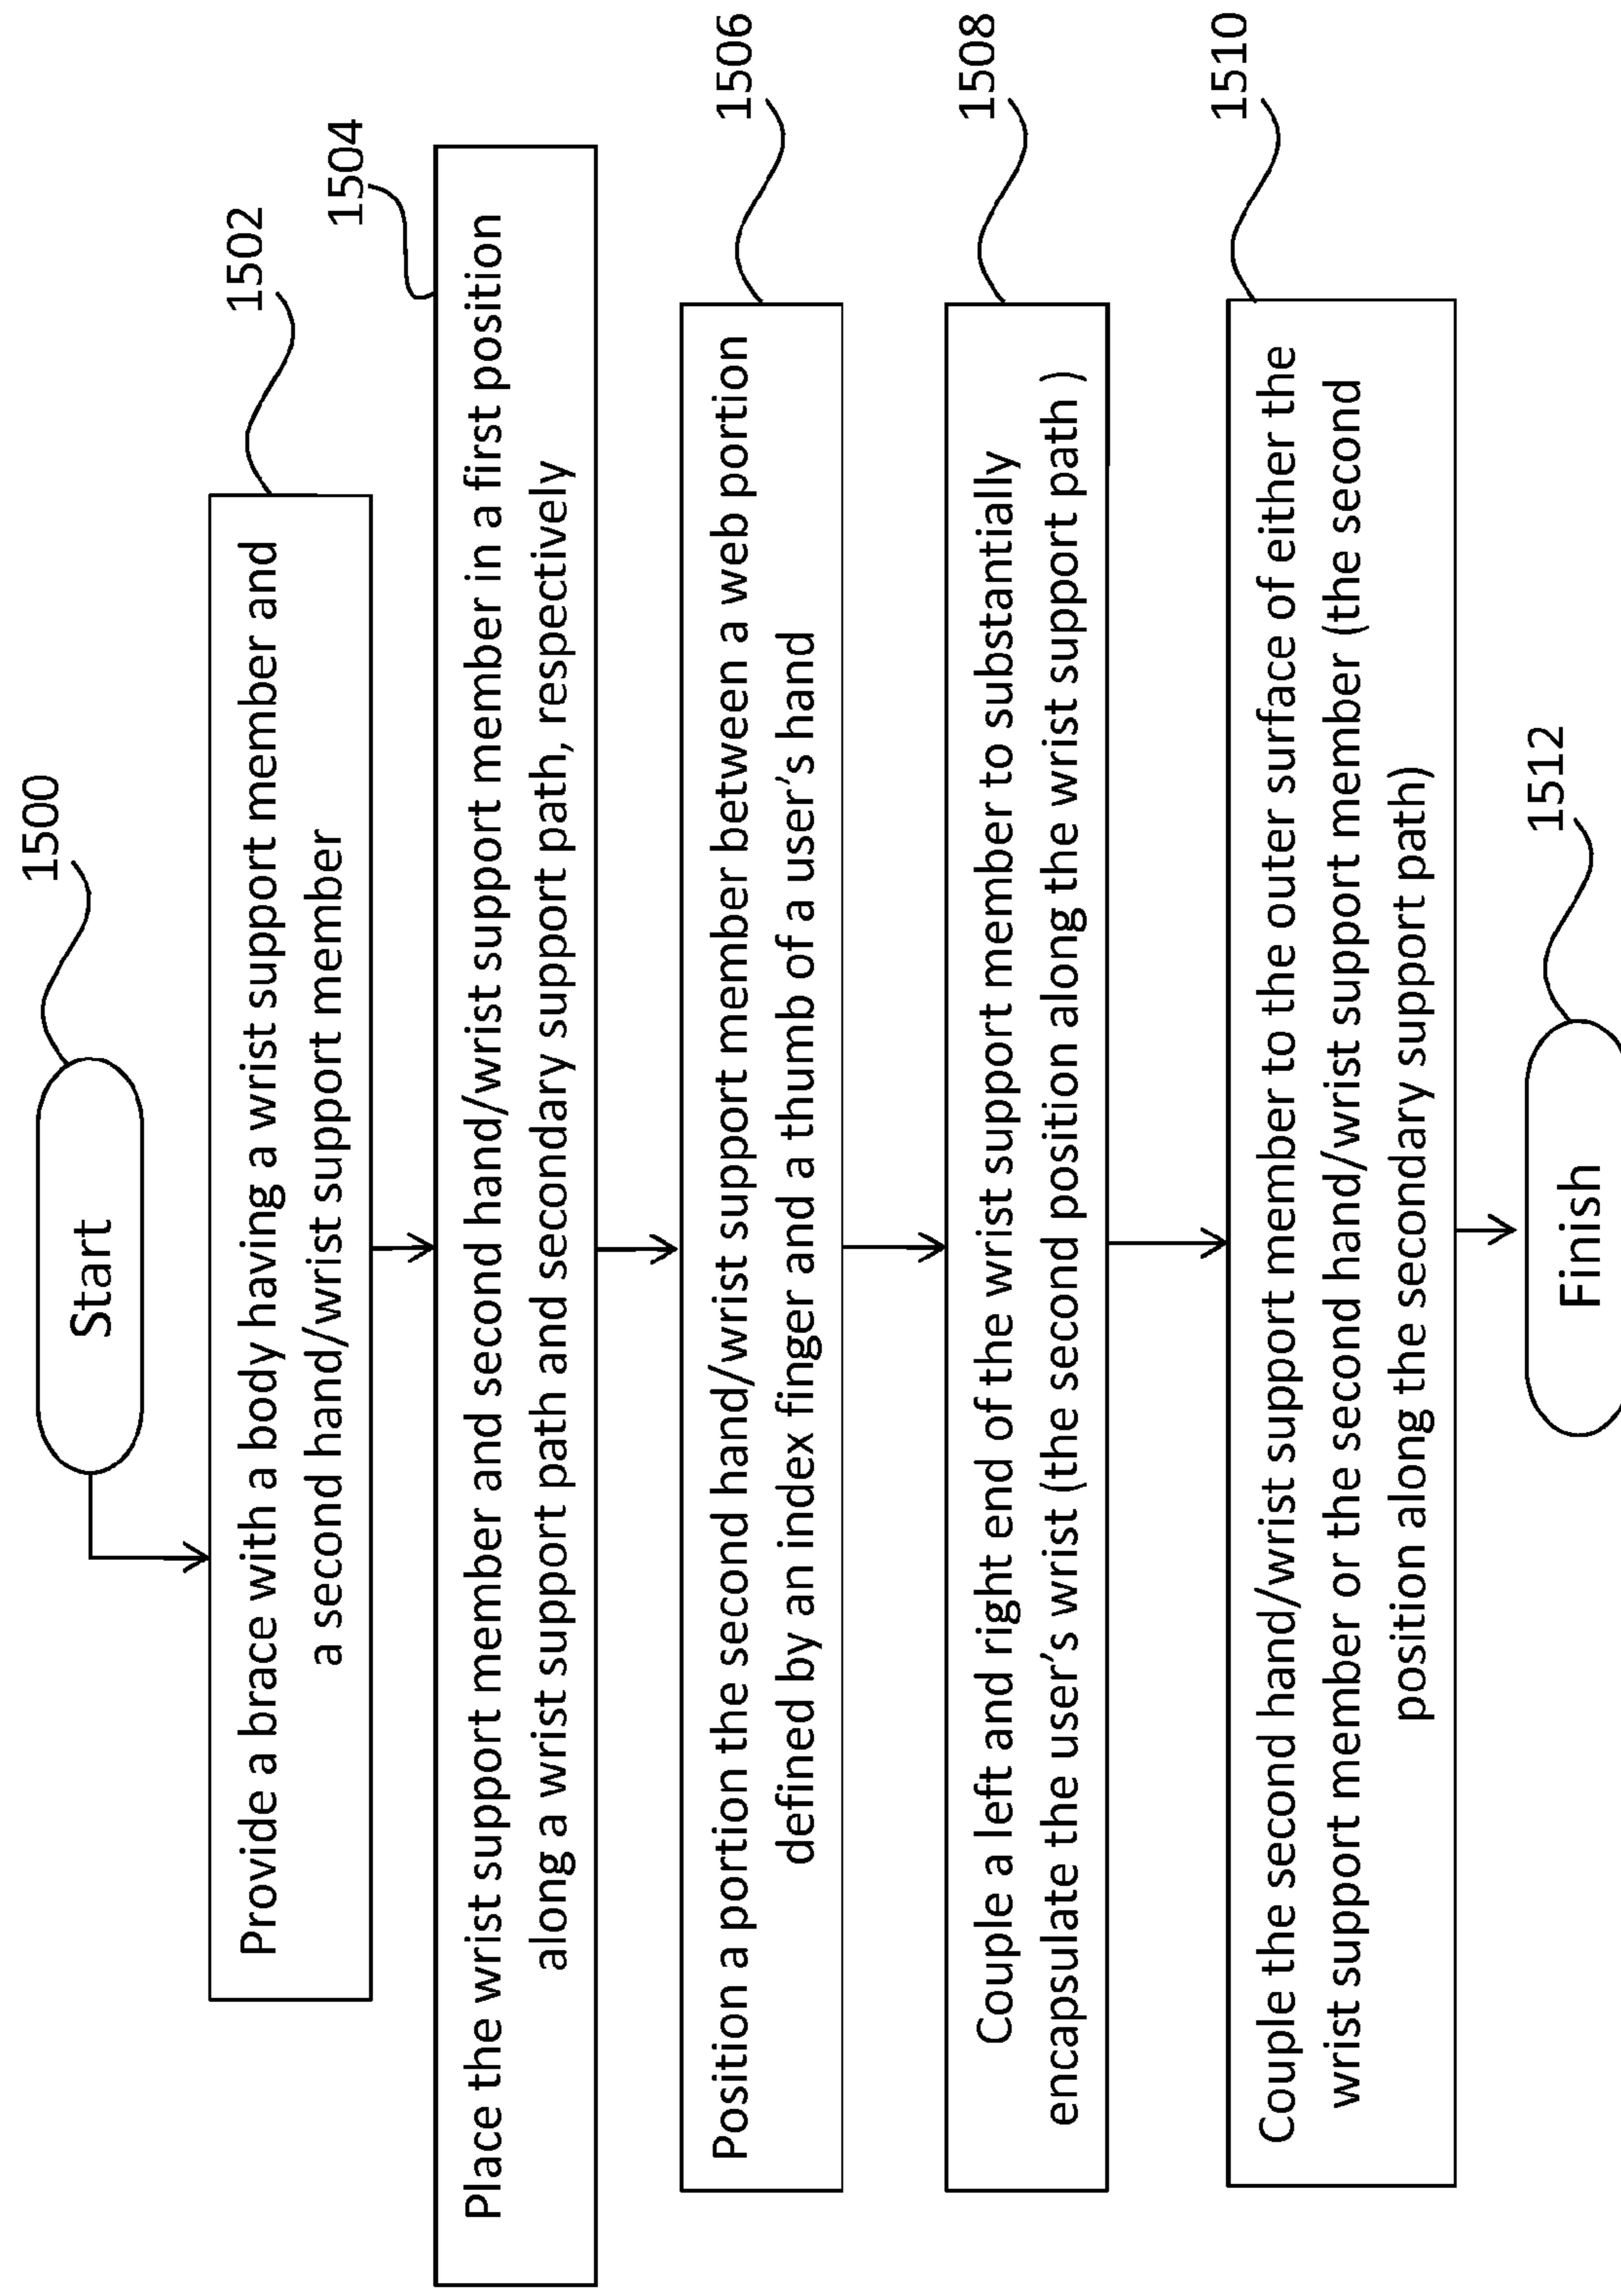 1500
Start
1502
Provide a brace with a body having a wrist support member and
a second hand/wrist support member
1504
Place the wrist support member and second hand/wrist support member in a first position
along a wrist support path and secondary support path, respectively
1506
Position a portion the second hand/wrist support member between a web portion
defined by an index finger and a thumb of a user's hand
1508
Couple a left and right end of the wrist support member to substantially
encapsulate the user's wrist (the second position along the wrist support path )
1510
Couple the second hand/wrist support member to the outer surface of either the
wrist support member or the second hand/wrist support member (the second
position along the secondary support path)
1512
Finish